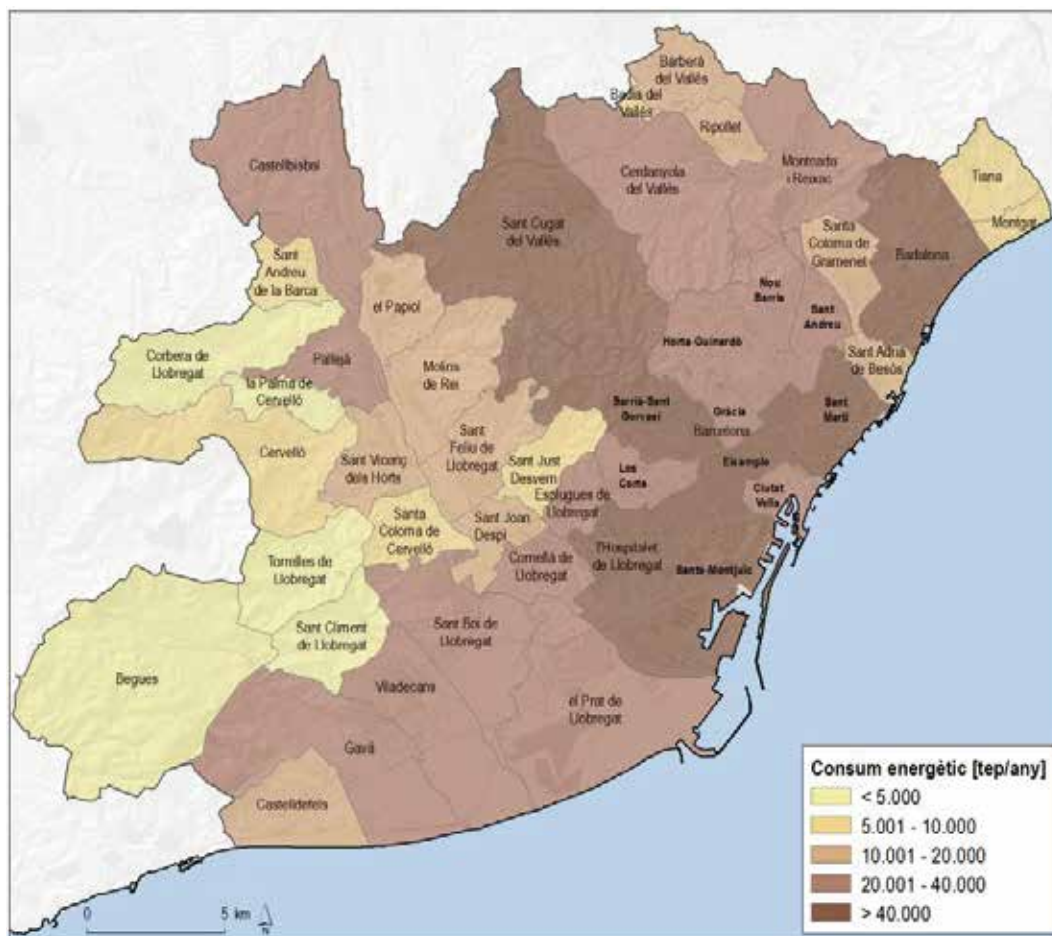 Barberà
del Vallès
Badia del
Vallès
Ripollet
Castellbisbal
Cerdanyola
del Vallès
Montcada
i Reixac
Tiana
Montgat
Sant Cugat
del Vallès
Santa
Coloma de
Gramenet
Badalona
Sant
Andreu
de la Barca
el Papiol
Nou
Barris
Sant
Andreu
Corbera de
Llobregat
Pallejà
Molins
de Rei
Horta-Guinardó
Sant Adrià
de Besòs
la Palma de
Cervelló
Sarrià-Sant
Gervasi
Gràcia
Barcelona
Sant
Martí
Cervelló
Sant Vicenç
dels Horts
Sant
Feliu de
Llobregat
Sant Just
Desvern
Les
Corts
Eixample
Ciutat
Vella
Esplugues de
Llobregat
Santa
Coloma de
Cervelló
Sant Joan
Despí
Torrelles de
Llobregat
Cornellà de
Llobregat
l'Hospitalet
de Llobregat
Sants-Montjuïc
Sant Climent
de Llobregat
Sant Boi de
Llobregat
Begues
Viladecans
el Prat de
Llobregat
Gavà
Castelldefels
Consum energètic [tep/any]
< 5.000
5.001 - 10.000
10.001 - 20.000
20.001 - 40.000
> 40.000
0 5 km
N